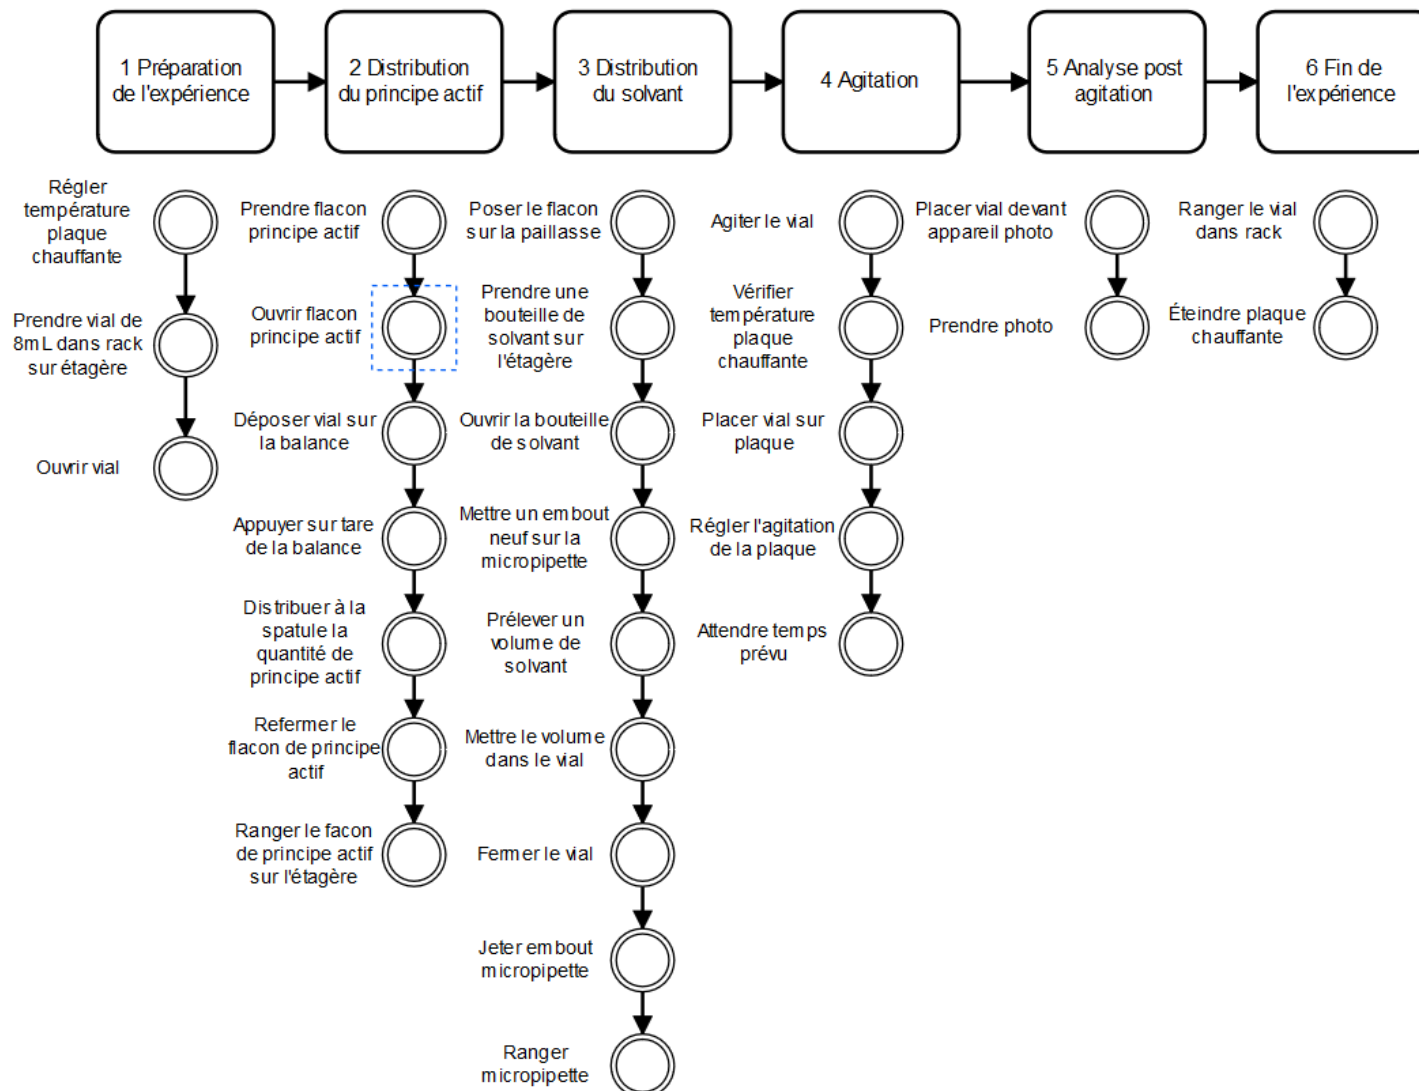 1 Préparation
de l'expérience
2 Distribution
du principe actif
3 Distribution
du solvant
4 Agitation
5 Analyse post
agitation
6 Fin de
l'expérience
Régler
température
plaque
chauffante
Prendre vial de
8mL dans rack
sur étagère
Ouvrir vial
Prendre flacon
principe actif
Ouvrir flacon
principe actif
Déposer vial sur
la balance
Appuyer sur tare
de la balance
Distribuer à la
spatule la
quantité de
principe actif
Refermer le
flacon de principe
actif
Ranger le facon
de principe actif
sur l'étagère
Poser le flacon
sur la paillasse
Prendre une
bouteille de
solvant sur
l'étagère
Ouvrir la bouteille
de solvant
Mettre un embout
neuf sur la
micropipette
Prélever un
volume de
solvant
Mettre le volume
dans le vial
Fermer le vial
Jeter embout
micropipette
Ranger
micropipette
Agiter le vial
Vérifier
température
plaque
chauffante
Placer vial sur
plaque
Régler l'agitation
de la plaque
Attendre temps
prévu
Placer vial devant
appareil photo
Prendre photo
Ranger le vial
dans rack
Éteindre plaque
chauffante